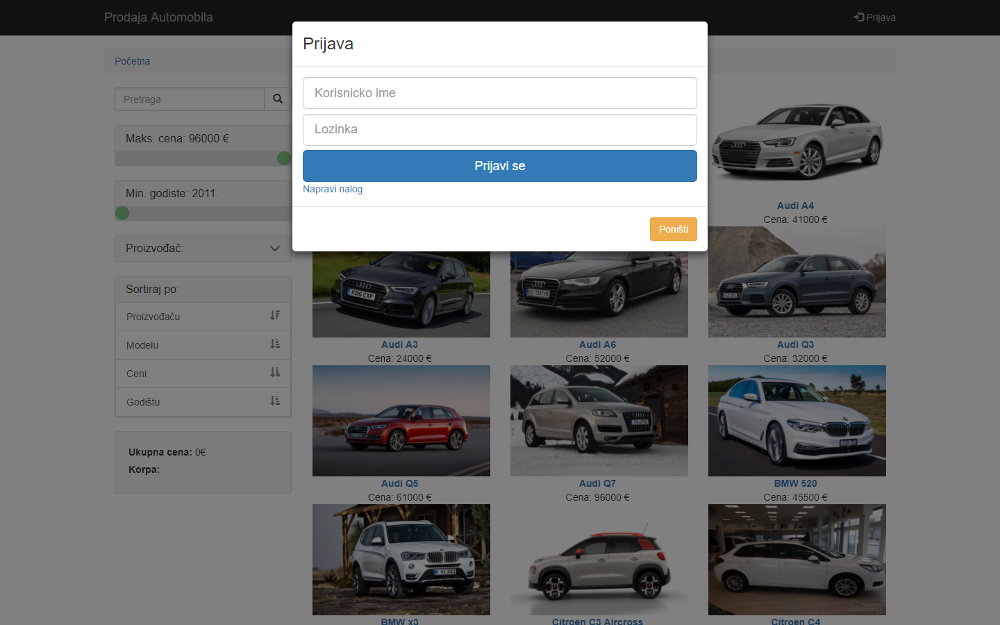 Prodaja Automobila
Prijava
Prijava
Korisnicko ime
Lozinka
Prijavi se
Napravi nalog
Poništi
Početna
Pretraga
Maks. cena: 96000 €
Min. godiste: 2011.
Proizvođač:
Sortiraj po:
Proizvođaču
Modelu
Ceni
Godištu
Ukupna cena: 0€
Korpa:
Audi A4
Cena: 41000 €
Audi A3
Cena: 24000 €
Audi A6
Cena: 52000 €
Audi Q3
Cena: 32000 €
Audi Q5
Cena: 61000 €
Audi Q7
Cena: 96000 €
BMW 520
Cena: 45500 €
BMW x3
Citroen C3 Aircross
Citroen C4